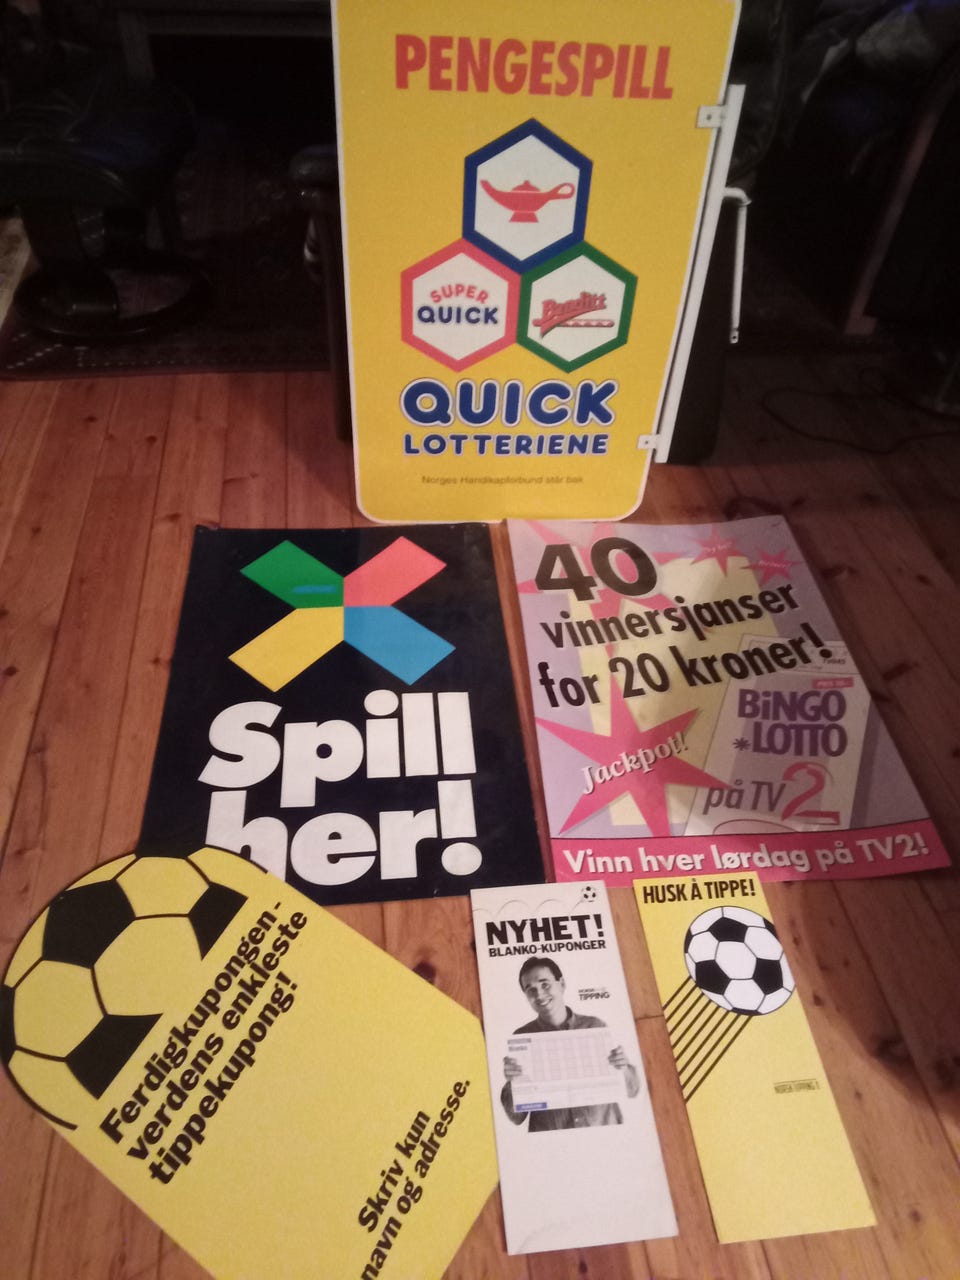 PENGESPILL
SUPER
QUICK
Banditt
QUICK
LOTTERIENE
Norges Handikapforbund står bak
Spill
her!
40
vinnersjanser
for 20 kroner!
Jackpot!
BiNGO
*LOTTO
på TV2
Vinn hver lørdag på TV2!
Ferdigkupongen-
verdens enkleste
tippekupong!
Skriv kun
navn og adresse.
NYHET!
BLANKO-KUPONGER
NORSK
TIPPING
HUSK Å TIPPE!
NORSK TIPPING